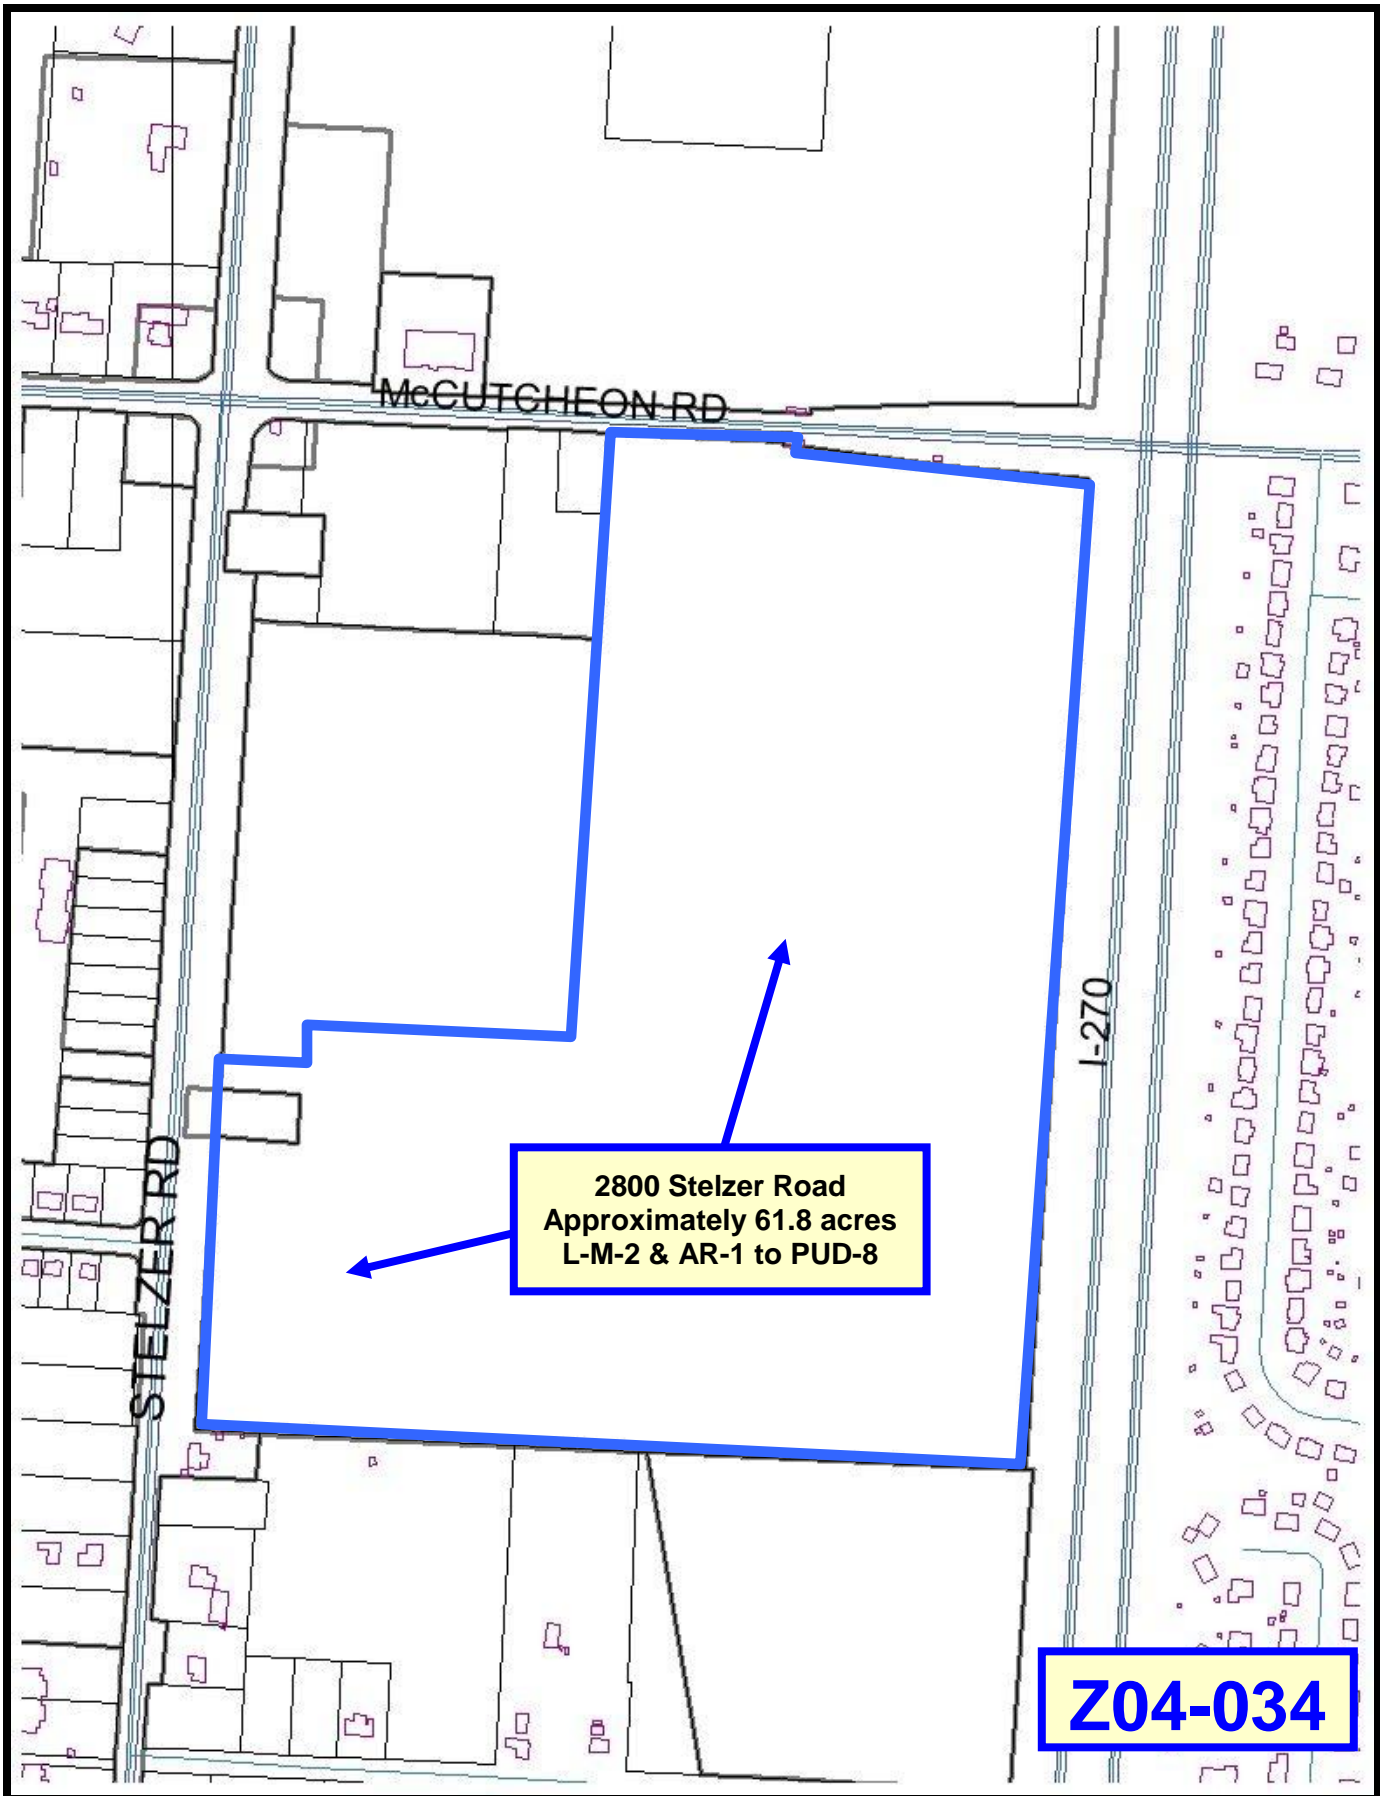 McCUTCHEON RD
I-270
2800 Stelzer Road
Approximately 61.8 acres
L-M-2 & AR-1 to PUD-8
STELZER RD
Z04-034